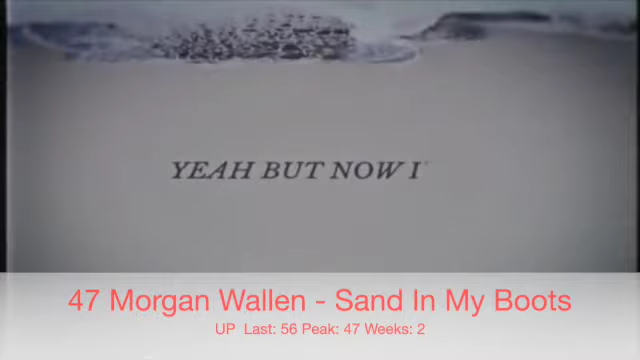 YEAH BUT NOW I'
47 Morgan Wallen - Sand In My Boots
UP Last: 56 Peak: 47 Weeks: 2